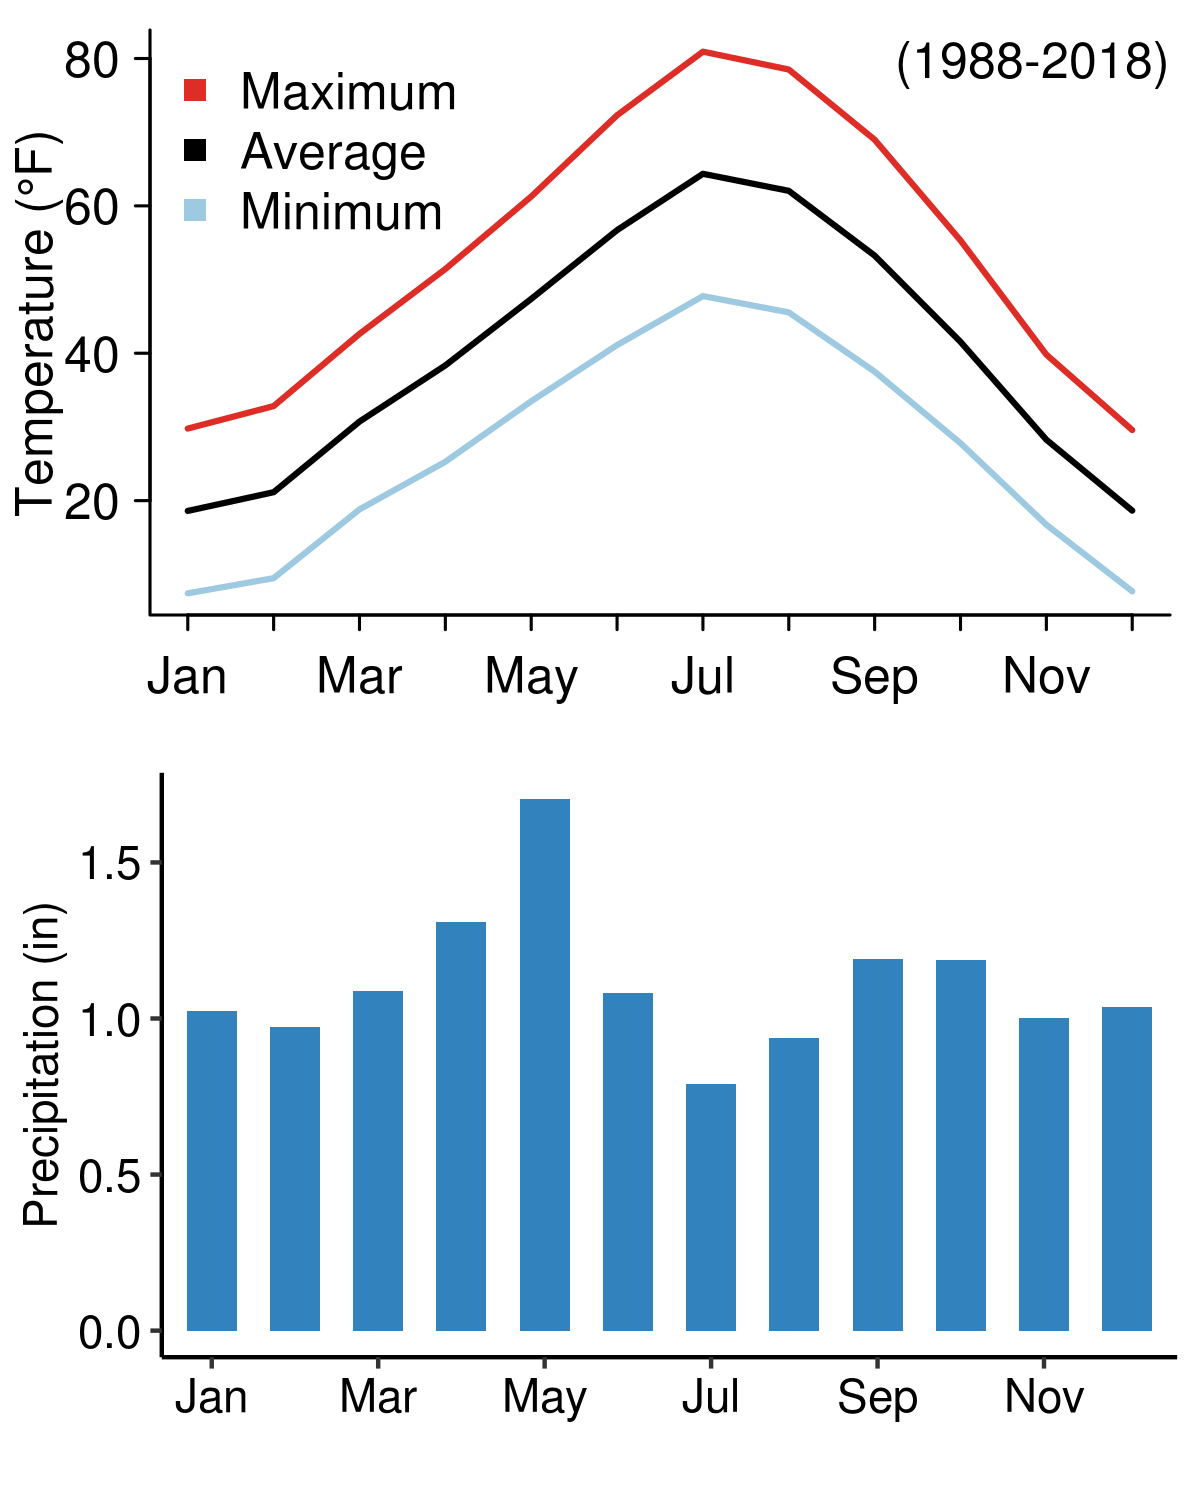 (1988-2018)
Maximum
Average
Minimum
Temperature (°F)
80
60
40
20
Jan Mar May Jul Sep Nov
Precipitation (in)
1.5
1.0
0.5
0.0
Jan Mar May Jul Sep Nov